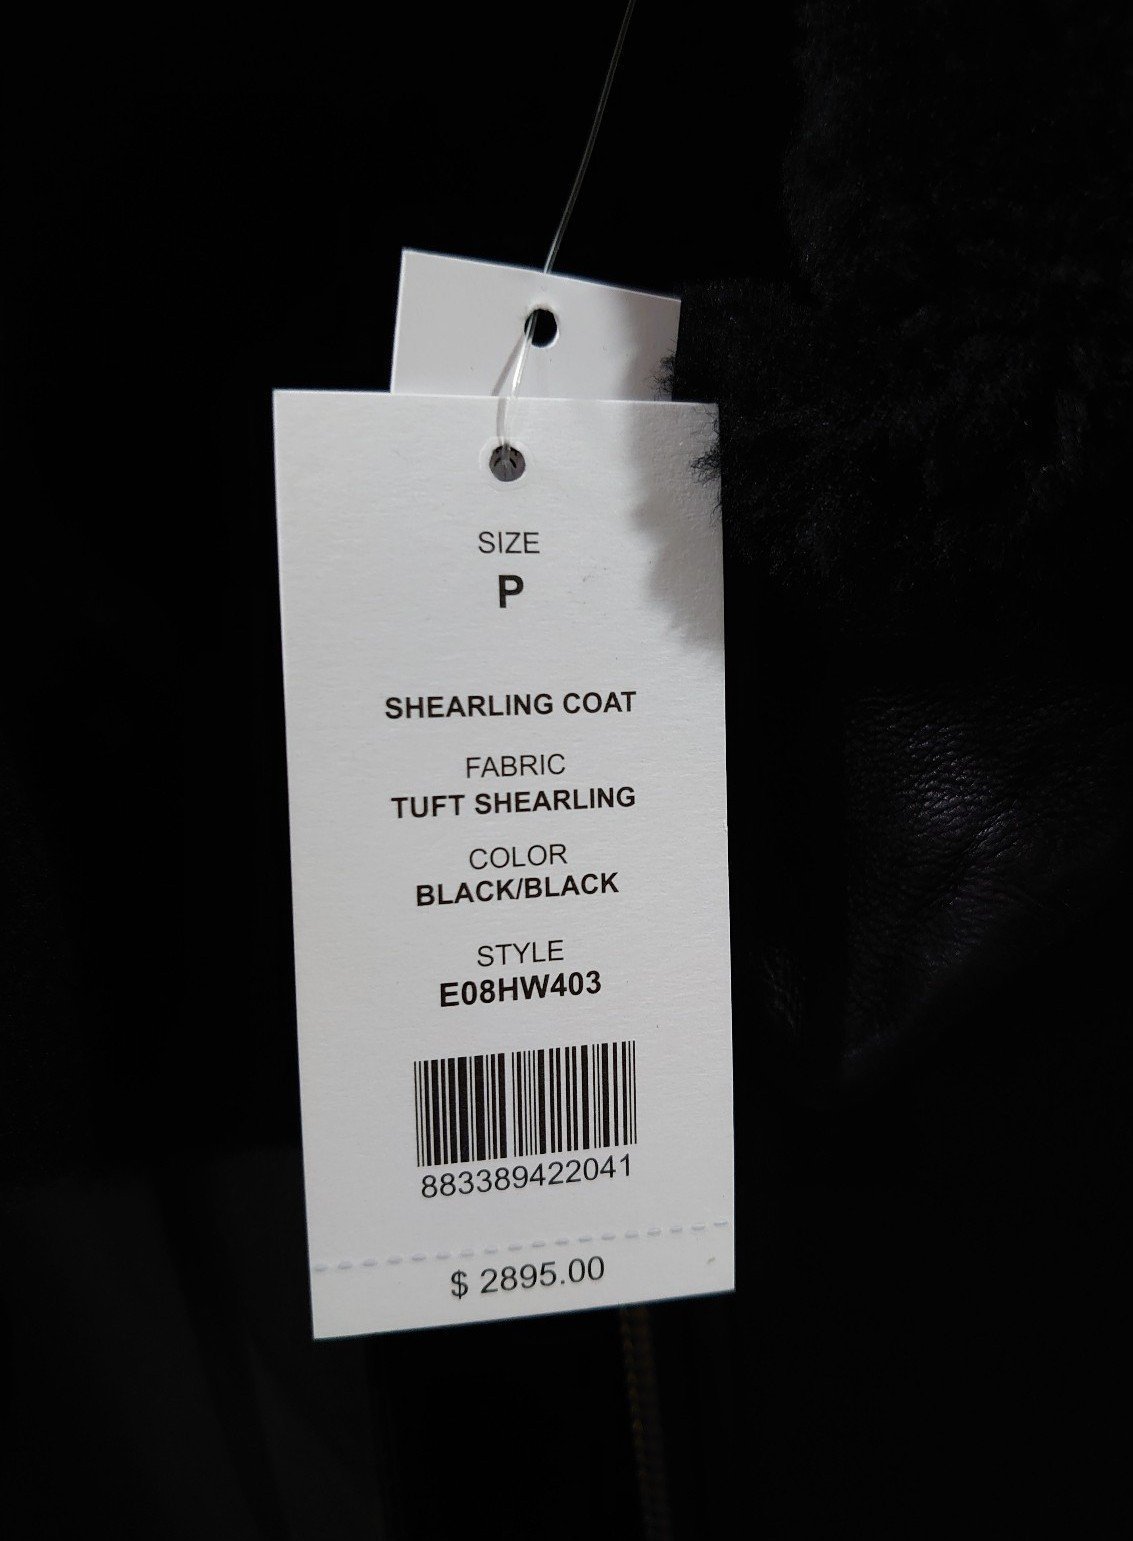 SIZE
P
SHEARLING COAT
FABRIC
TUFT SHEARLING
COLOR
BLACK/BLACK
STYLE
E08HW403
883389422041
$ 2895.00